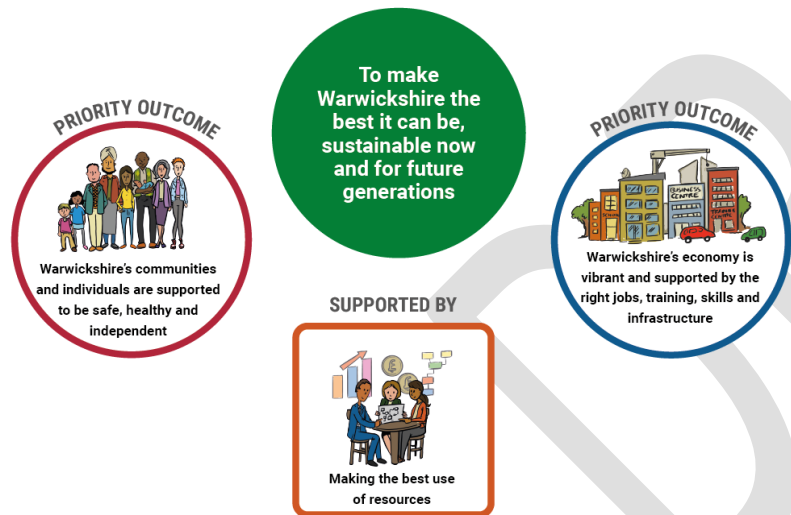 To make
Warwickshire the
best it can be,
sustainable now
and for future
generations
PRIORITY OUTCOME
Warwickshire's communities
and individuals are supported
to be safe, healthy and
independent
PRIORITY OUTCOME
BUSINESS
CENTRE
CENTRE
Warwickshire's economy is
vibrant and supported by the
right jobs, training, skills and
infrastructure
SUPPORTED BY
£
£
Making the best use
of resources